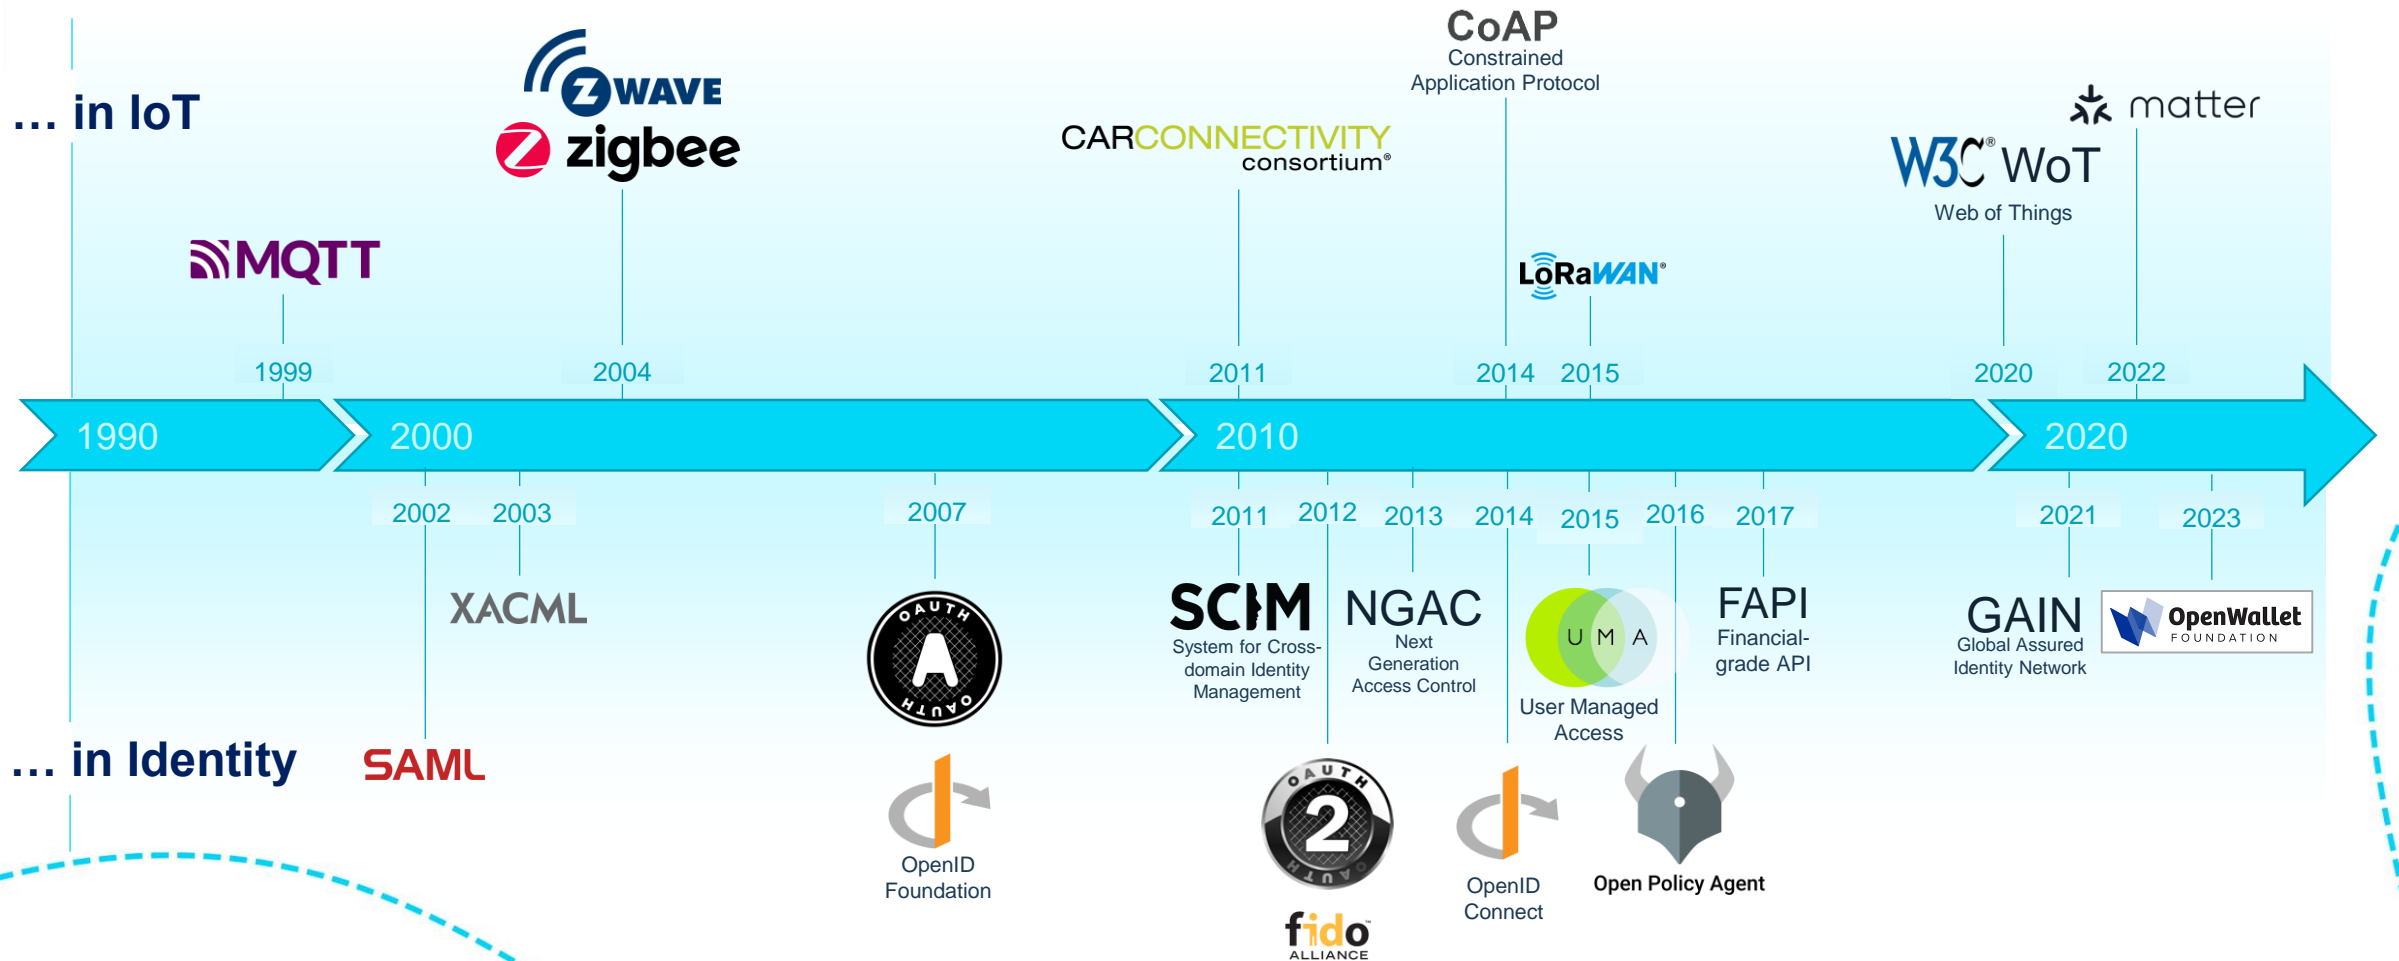 ... in IoT
Z WAVE
zigbee
MQTT
CARCONNECTIVITY
consortium®
CoAP
Constrained
Application Protocol
LoRaWAN®
W3C® WoT
Web of Things
matter
1999
2004
2011
2014
2015
2020
2022
1990
2000
2010
2020
2002
2003
2007
2011
2012
2013
2014
2015
2016
2017
2021
2023
XACML
SAML
OAUTH
A
OAUTH
OpenID
Foundation
SCIM
System for Cross-
domain Identity
Management
OAUTH
2
OAUTH
fido™
ALLIANCE
NGAC
Next
Generation
Access Control
OpenID
Connect
U M A
User Managed
Access
Open Policy Agent
FAPI
Financial-
grade API
GAIN
Global Assured
Identity Network
OpenWallet
FOUNDATION
... in Identity